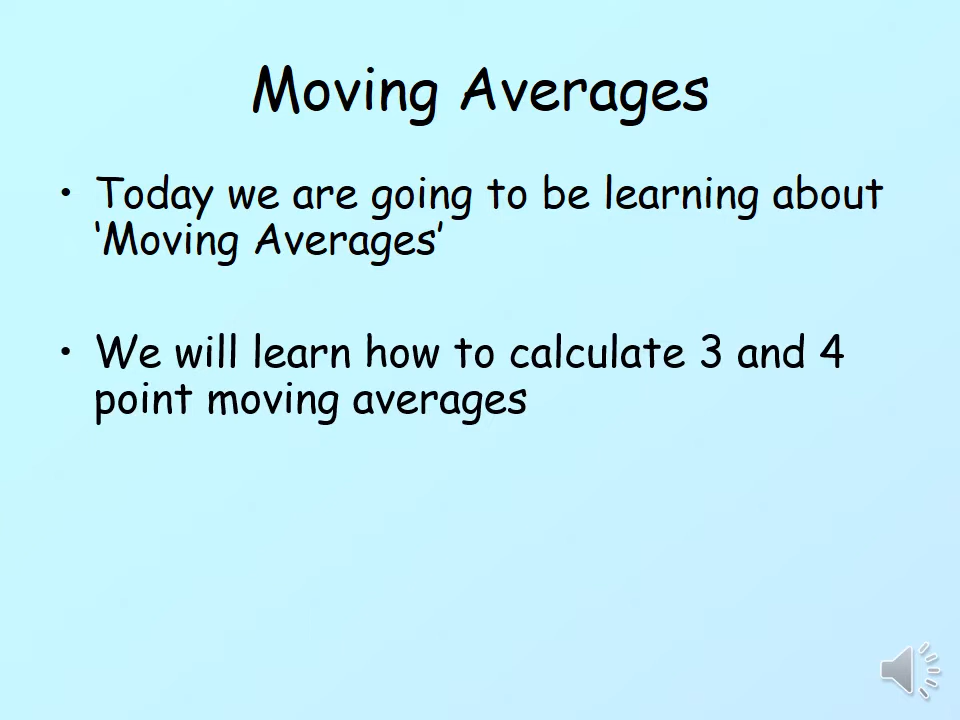 Moving Averages
• Today we are going to be learning about
‘Moving Averages’
• We will learn how to calculate 3 and 4
point moving averages